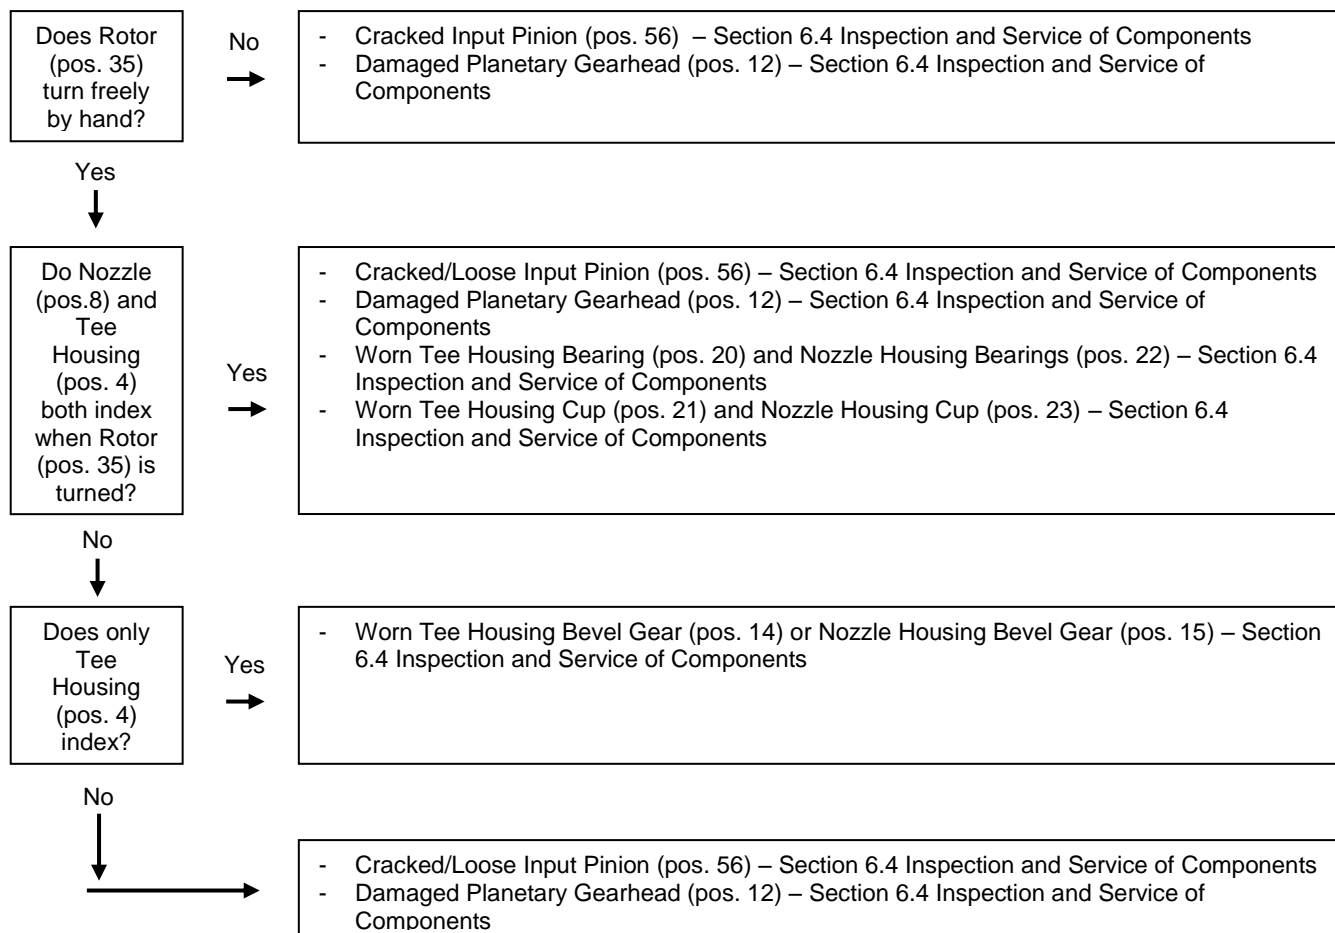 Does Rotor
(pos. 35)
turn freely
by hand?
No
- Cracked Input Pinion (pos. 56) – Section 6.4 Inspection and Service of Components
- Damaged Planetary Gearhead (pos. 12) – Section 6.4 Inspection and Service of
Components
Yes
Do Nozzle
(pos.8) and
Tee
Housing
(pos. 4)
both index
when Rotor
(pos. 35) is
turned?
Yes
- Cracked/Loose Input Pinion (pos. 56) – Section 6.4 Inspection and Service of Components
- Damaged Planetary Gearhead (pos. 12) – Section 6.4 Inspection and Service of
Components
- Worn Tee Housing Bearing (pos. 20) and Nozzle Housing Bearings (pos. 22) – Section 6.4
Inspection and Service of Components
- Worn Tee Housing Cup (pos. 21) and Nozzle Housing Cup (pos. 23) – Section 6.4
Inspection and Service of Components
No
Does only
Tee
Housing
(pos. 4)
index?
Yes
- Worn Tee Housing Bevel Gear (pos. 14) or Nozzle Housing Bevel Gear (pos. 15) – Section
6.4 Inspection and Service of Components
No
- Cracked/Loose Input Pinion (pos. 56) – Section 6.4 Inspection and Service of Components
- Damaged Planetary Gearhead (pos. 12) – Section 6.4 Inspection and Service of
Components